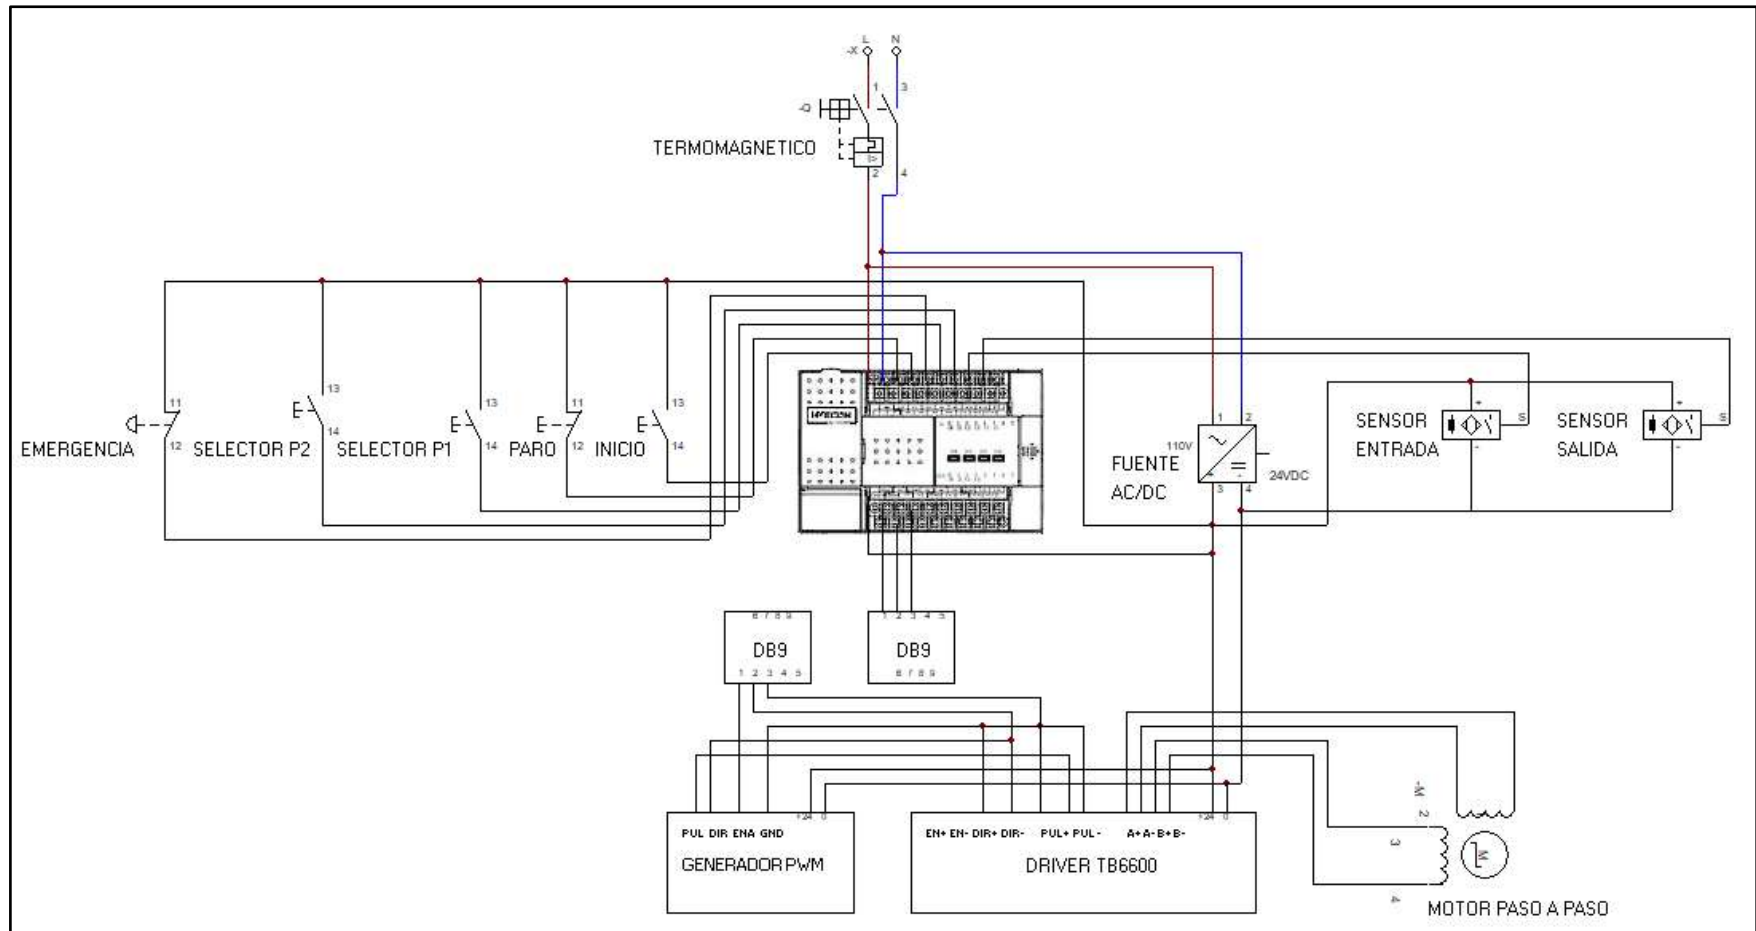 L N
-X
1 3
-Q
TERMOMAGNETICO
2 4
11 13 13 11 13
12 14 14 12 14
EMERGENCIA SELECTOR P2 SELECTOR P1 PARO INICIO
1 2
110V
FUENTE
AC/DC
24VDC
3 4
SENSOR
ENTRADA
+ S -
SENSOR
SALIDA
+ S -
6 7 8 9
DB9
1 2 3 4 5
1 2 3 4 5
DB9
6 7 8 9
+24 0
PUL DIR ENA GND
GENERADOR PWM
+24 0
EN+ EN- DIR+ DIR- PUL+ PUL- A+ A- B+ B-
DRIVER TB6600
-M
2
3
4
M
MOTOR PASO A PASO